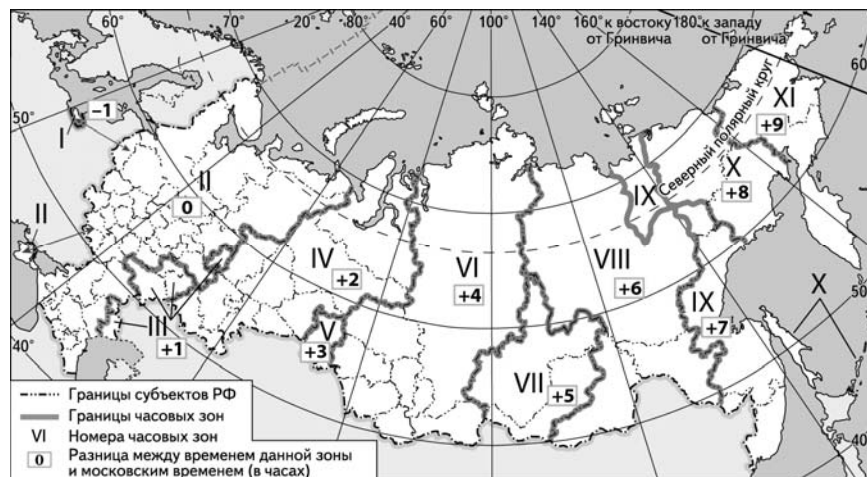 60° 70° 20° -80° 40° 60° 100° 140° 160° к востоку 180° к западу
от Гринвича от Гринвича
60
50°
-1
I
II
0
II
III
+1
IV
+2
V
+3
VI
+4
VII
+5
VIII
+6
IX
IX
+7
X
+8
XI
+9
X
Северный полярный круг
50
40°
40
Границы субъектов РФ
Границы часовых зон
VI Номера часовых зон
0 Разница между временем данной зоны
и московским временем (в часах)